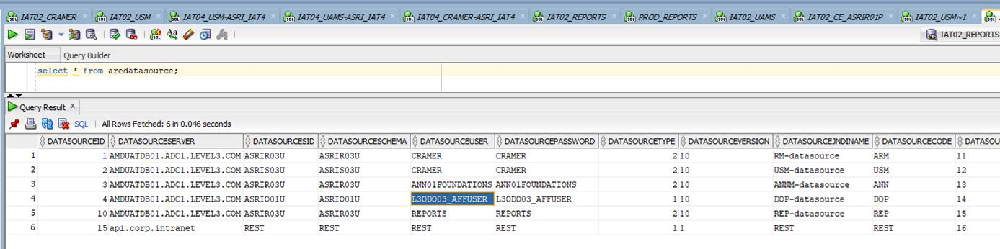 IAT02_CRAMER IAT02_USM IAT04_USM-ASRI_IAT4 IAT04_UAMS-ASRI_IAT4 IAT04_CRAMER-ASRI_IAT4 IAT02_REPORTS PROD_REPORTS IAT02_UAMS IAT02_CE_ASRIR01P IAT02_USM~1
IAT02_REPORTS
Worksheet Query Builder
select * from aredatasource;
Query Result x
SQL All Rows Fetched: 6 in 0.046 seconds
DATASOURCEID DATASOURCESERVER DATASOURCESID DATASOURCESCHEMA DATASOURCEUSER DATASOURCEPASSWORD DATASOURCETYPE DATASOURCEVERSION DATASOURCEJNDINAME DATASOURCECODE DATASOU
1 1 AMDUATDB01.ADC1.LEVEL3.COM ASRIR03U ASRIR03U CRAMER CRAMER 2 10 RM-datasource ARM 11
2 2 AMDUATDB01.ADC1.LEVEL3.COM ASRIS03U ASRIS03U CRAMER CRAMER 2 10 USM-datasource USM 12
3 3 AMDUATDB01.ADC1.LEVEL3.COM ASRIR03U ASRIR03U ANN01FOUNDATIONS ANN01FOUNDATIONS 2 10 ANNM-datasource ANN 13
4 4 AMDUATDB01.ADC1.LEVEL3.COM ASRIO01U ASRIO01U L3ODO03_AFFUSER L3ODO03_AFFUSER 1 10 DOP-datasource DOP 14
5 10 AMDUATDB01.ADC1.LEVEL3.COM ASRIR03U ASRIR03U REPORTS REPORTS 2 10 REP-datasource REP 15
6 15 api.corp.intranet REST REST REST REST 1 1 REST REST 16